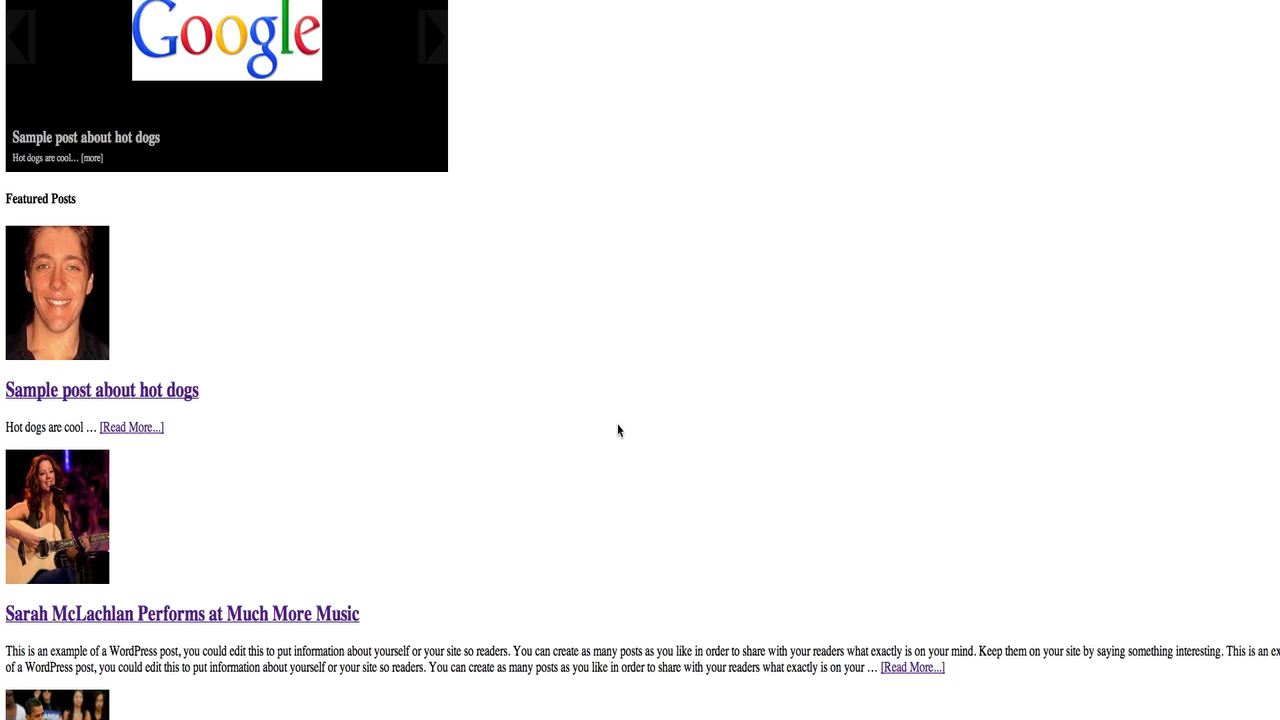 Google
Sample post about hot dogs
Hot dogs are cool... [more]
Featured Posts
Sample post about hot dogs
Hot dogs are cool … [Read More...]
Sarah McLachlan Performs at Much More Music
This is an example of a WordPress post, you could edit this to put information about yourself or your site so readers. You can create as many posts as you like in order to share with your readers what exactly is on your mind. Keep them on your site by saying something interesting. This is an ex
of a WordPress post, you could edit this to put information about yourself or your site so readers. You can create as many posts as you like in order to share with your readers what exactly is on your … [Read More...]